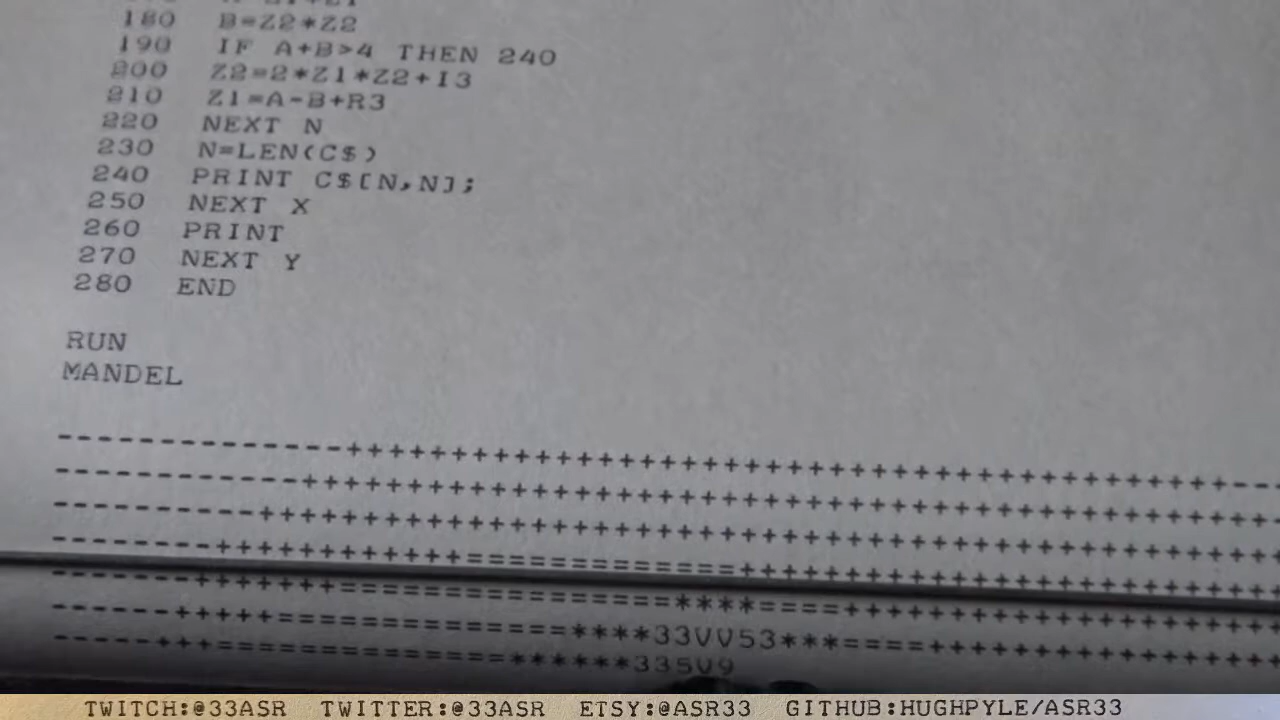 180 B=Z2*Z2
190 IF A+B>4 THEN 240
200 Z2=2*Z1*Z2+I3
210 Z1=A-B+R3
220 NEXT N
230 N=LEN(C$)
240 PRINT C$[N,N];
250 NEXT X
260 PRINT
270 NEXT Y
280 END
RUN
MANDEL
--------------+++++++++++++++++++++++++++++++++++++++---
------------+++++++++++++++++++++++++++++++++++++++++++
----------+++++++++++++++++++++++++++++++++++++++++++++
--------++++++++++++=============++++++++++++++++++++++++
-------+++++++================****====+++++++++++++++++++
------+++++==============****33VV53***====+++++++++++++++
-----+++==============******335V9
TWITCH:@33ASR TWITTER:@33ASR ETSY:@ASR33 GITHUB:HUGHPYLE/ASR33